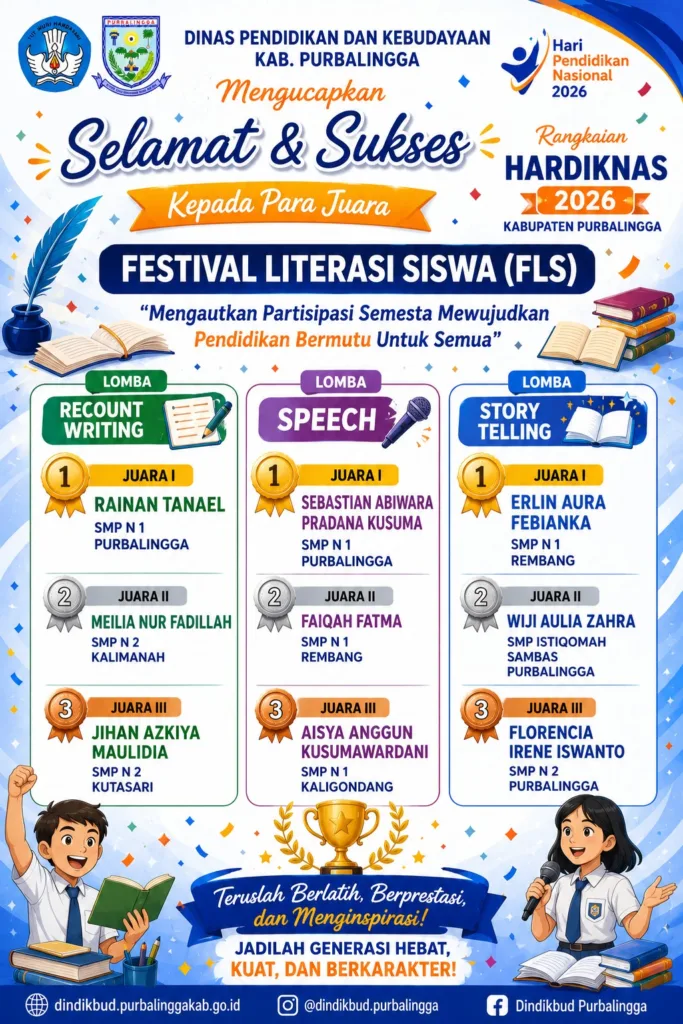 TUT WURI HANDAYANI
PURBALINGGA
DINAS PENDIDIKAN DAN KEBUDAYAAN
KAB. PURBALINGGA
Mengucapkan
Selamat & Sukses
Kepada Para Juara
Hari
Pendidikan
Nasional
2026
Rangkaian
HARDIKNAS
2026
KABUPATEN PURBALINGGA
FESTIVAL LITERASI SISWA (FLS)
"Mengautkan Partisipasi Semesta Mewujudkan
Pendidikan Bermutu Untuk Semua"
LOMBA
RECOUNT
WRITING
1
JUARA I
RAINAN TANAEL
SMP N 1
PURBALINGGA
2
JUARA II
MEILIA NUR FADILLAH
SMP N 2
KALIMANAH
3
JUARA III
JIHAN AZKIYA
MAULIDIA
SMP N 2
KUTASARI
LOMBA
SPEECH
1
JUARA I
SEBASTIAN ABIWARA
PRADANA KUSUMA
SMP N 1
PURBALINGGA
2
JUARA II
FAIQAH FATMA
SMP N 1
REMBANG
3
JUARA III
AISYA ANGGUN
KUSUMAWARDANI
SMP N 1
KALIGONDANG
LOMBA
STORY
TELLING
1
JUARA I
ERLIN AURA
FEBIANKA
SMP N 1
REMBANG
2
JUARA II
WIJI AULIA ZAHRA
SMP ISTIQOMAH
SAMBAS
PURBALINGGA
3
JUARA III
FLORENCIA
IRENE ISWANTO
SMP N 2
PURBALINGGA
Teruslah Berlatih, Berprestasi,
dan Menginspirasi!
JADILAH GENERASI HEBAT,
KUAT, DAN BERKARAKTER!
dindikbud.purbalinggakab.go.id
@dindikbud.purbalingga
Dindikbud Purbalingga